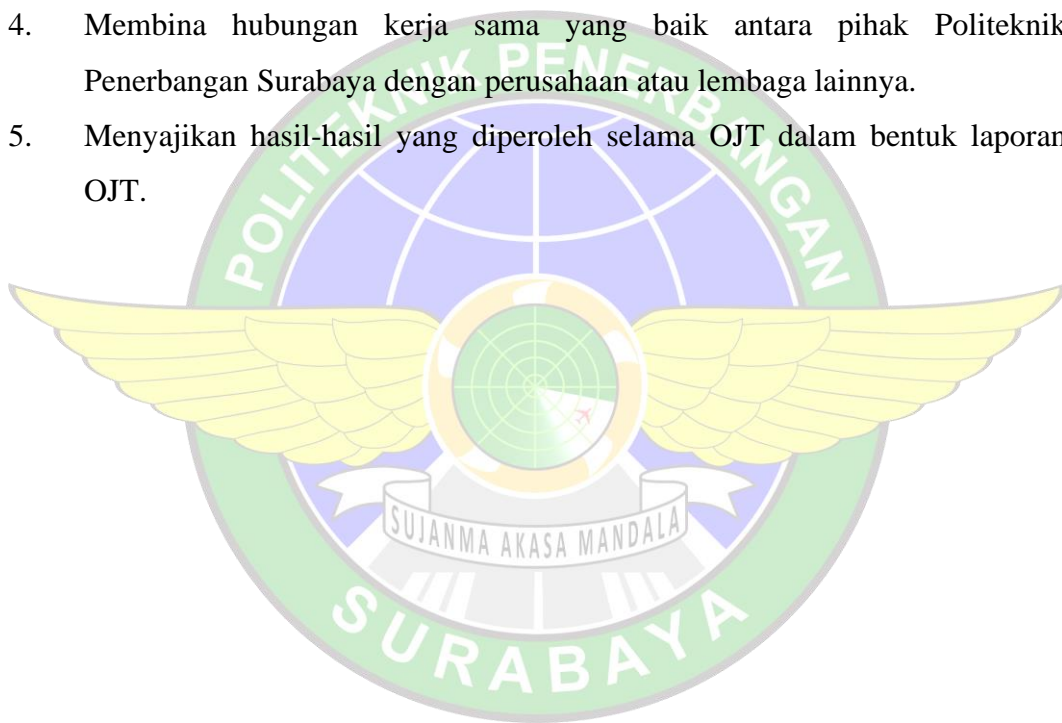 4. Membina hubungan kerja sama yang baik antara pihak Politeknik
Penerbangan Surabaya dengan perusahaan atau lembaga lainnya.
5. Menyajikan hasil-hasil yang diperoleh selama OJT dalam bentuk laporan
OJT.
POLITEKNIK PENERBANGAN
SUJANMA AKASA MANDALA
SURABAYA